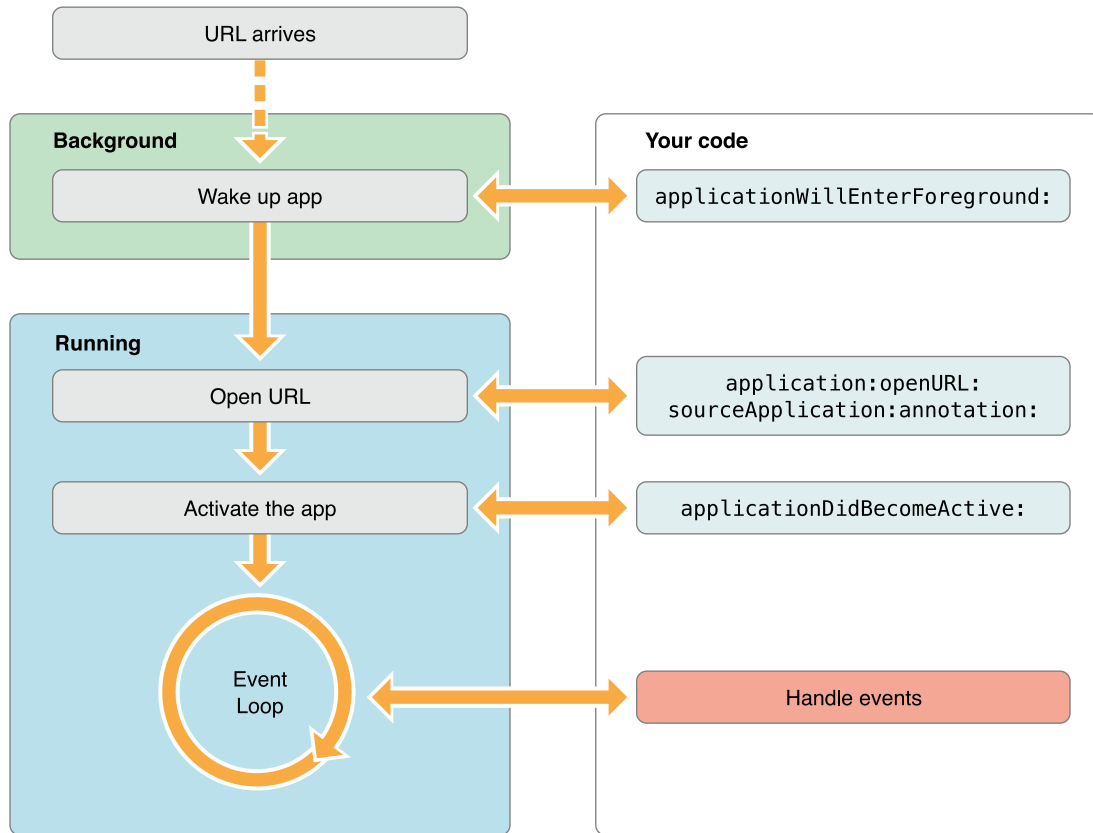 URL arrives
Background
Your code
Wake up app
applicationWillEnterForeground:
Running
Open URL
application:openURL:
sourceApplication:annotation:
Activate the app
applicationDidBecomeActive:
Event
Loop
Handle events